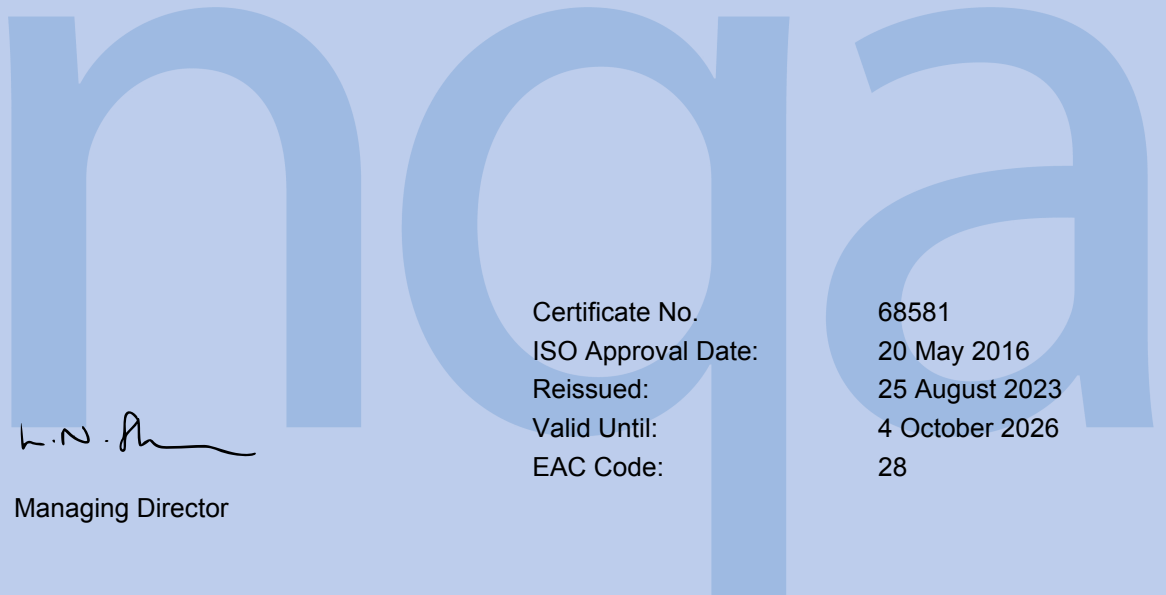 nqa
Certificate No. 68581
ISO Approval Date: 20 May 2016
Reissued: 25 August 2023
Valid Until: 4 October 2026
EAC Code: 28
L.N.
Managing Director